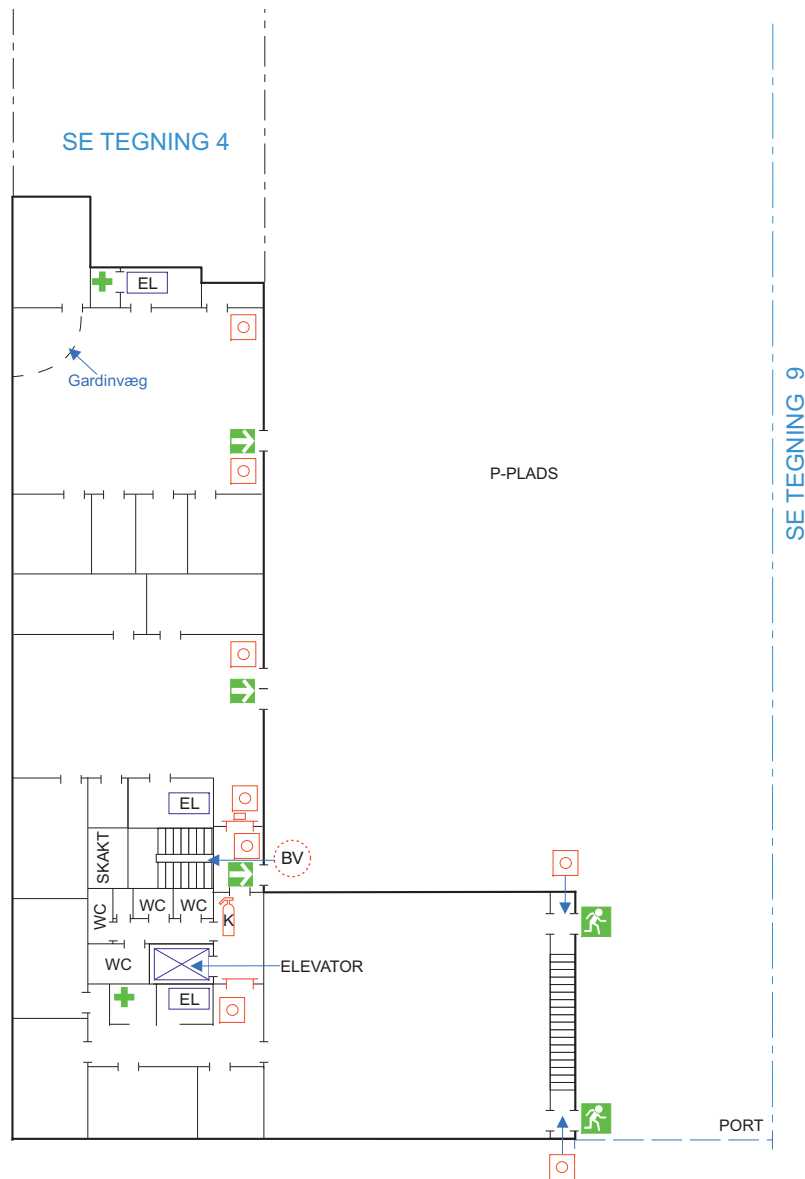 SE TEGNING 4
EL
Gardinvæg
SE TEGNING 9
P-PLADS
EL
SKAKT
BV
WC
WC
WC
K
WC
ELEVATOR
EL
PORT